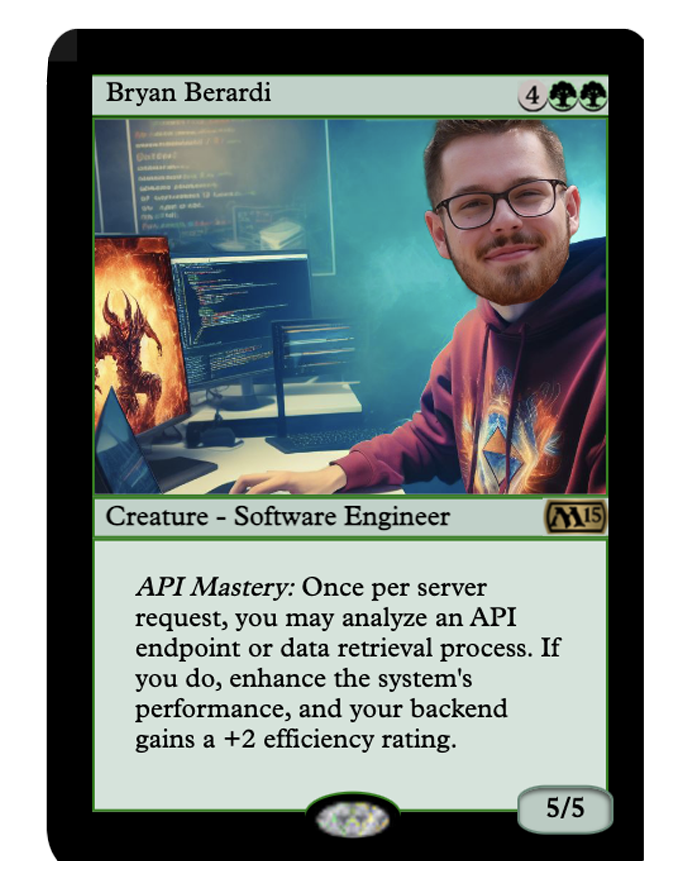 Bryan Berardi 4
Creature - Software Engineer M15
API Mastery: Once per server
request, you may analyze an API
endpoint or data retrieval process. If
you do, enhance the system's
performance, and your backend
gains a +2 efficiency rating.
5/5